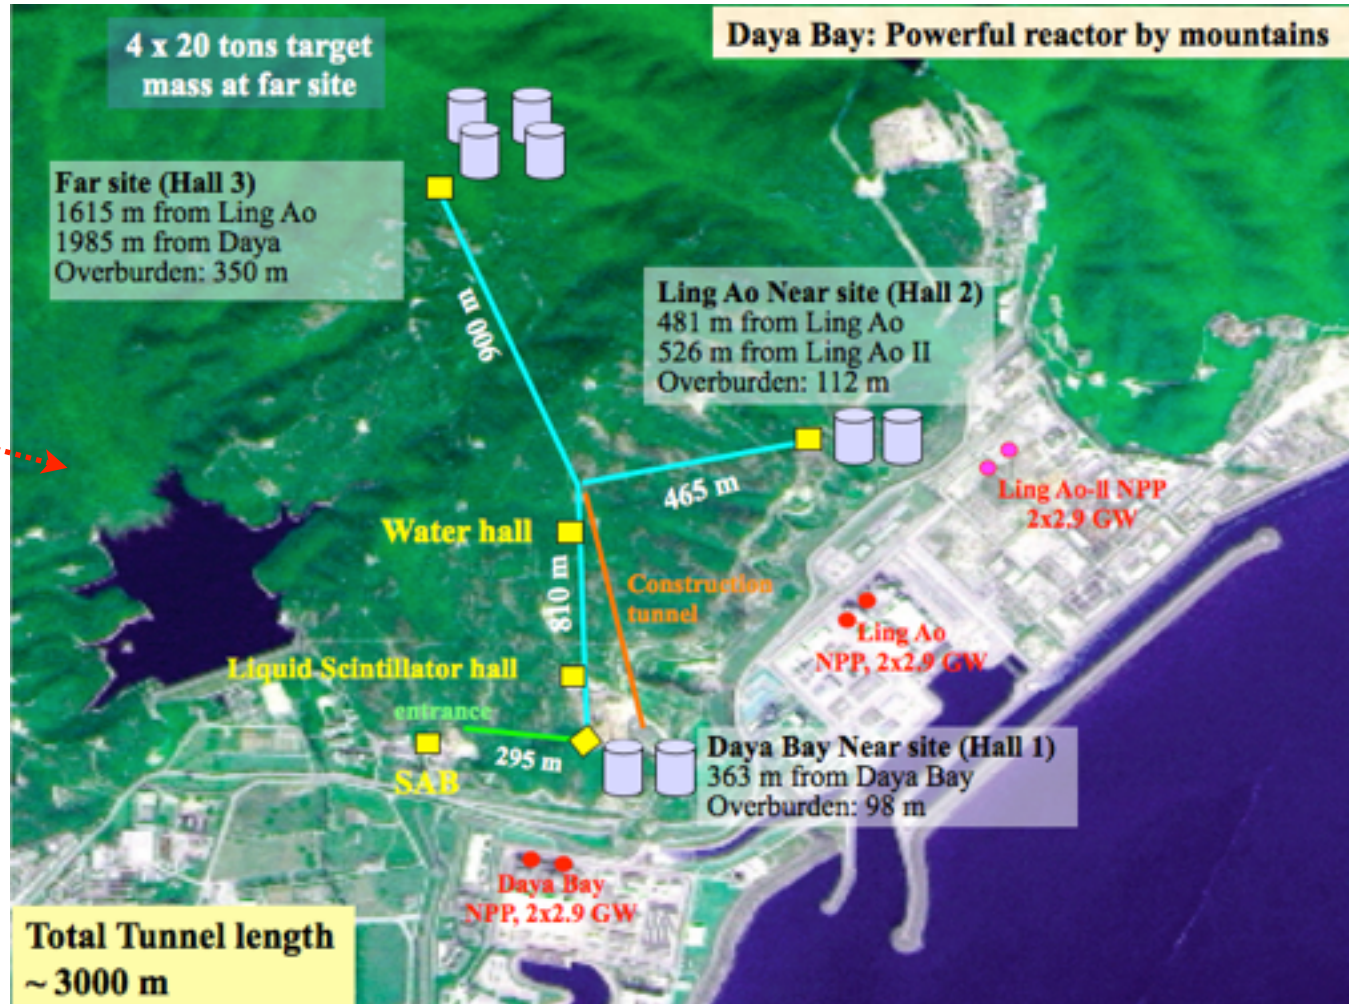 4 x 20 tons target
mass at far site
Daya Bay: Powerful reactor by mountains
Far site (Hall 3)
1615 m from Ling Ao
1985 m from Daya
Overburden: 350 m
900 m
Ling Ao Near site (Hall 2)
481 m from Ling Ao
526 m from Ling Ao II
Overburden: 112 m
465 m
Ling Ao-II NPP
2x2.9 GW
Water hall
810 m
Construction
tunnel
Ling Ao
NPP, 2x2.9 GW
Liquid Scintillator hall
entrance
295 m
SAB
Daya Bay Near site (Hall 1)
363 m from Daya Bay
Overburden: 98 m
Daya Bay
NPP, 2x2.9 GW
Total Tunnel length
~ 3000 m